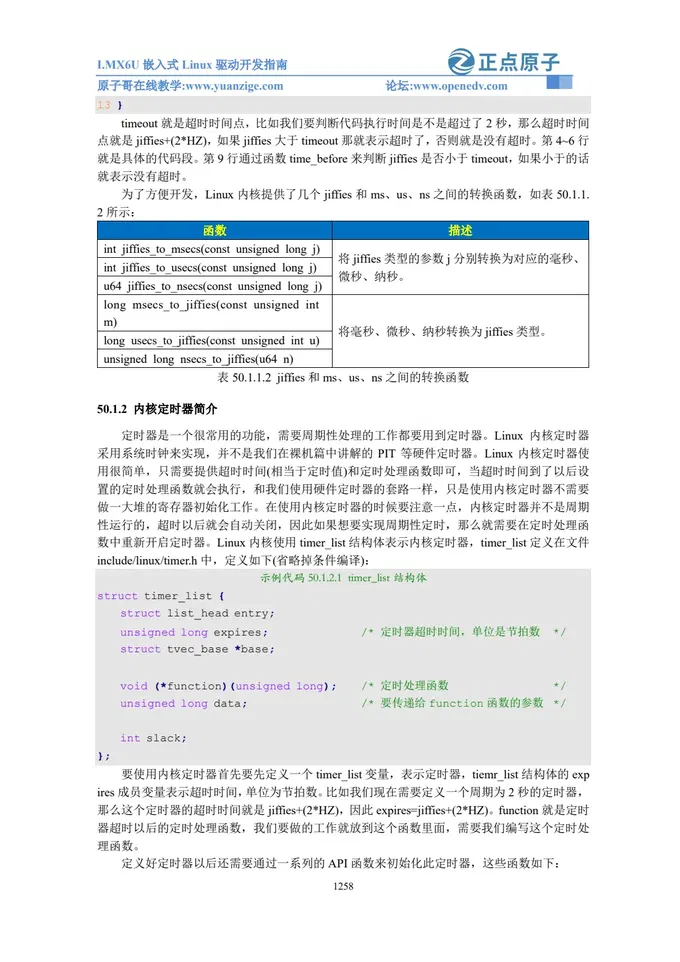 I.MX6U 嵌入式 Linux 驱动开发指南
正点原子
原子哥在线教学:www.yuanzige.com 论坛:www.openedv.com
13 }
timeout 就是超时时间点，比如我们要判断代码执行时间是不是超过了 2 秒，那么超时时间
点就是 jiffies+(2*HZ)，如果 jiffies 大于 timeout 那就表示超时了，否则就是没有超时。第 4~6 行
就是具体的代码段。第 9 行通过函数 time_before 来判断 jiffies 是否小于 timeout，如果小于的话
就表示没有超时。
为了方便开发，Linux 内核提供了几个 jiffies 和 ms、us、ns 之间的转换函数，如表 50.1.1.
2 所示：
函数 描述
int jiffies_to_msecs(const unsigned long j)
int jiffies_to_usecs(const unsigned long j)
u64 jiffies_to_nsecs(const unsigned long j)
将 jiffies 类型的参数 j 分别转换为对应的毫秒、
微秒、纳秒。
long msecs_to_jiffies(const unsigned int
m)
long usecs_to_jiffies(const unsigned int u)
unsigned long nsecs_to_jiffies(u64 n)
将毫秒、微秒、纳秒转换为 jiffies 类型。
表 50.1.1.2 jiffies 和 ms、us、ns 之间的转换函数
50.1.2 内核定时器简介
定时器是一个很常用的功能，需要周期性处理的工作都要用到定时器。Linux 内核定时器
采用系统时钟来实现，并不是我们在裸机篇中讲解的 PIT 等硬件定时器。Linux 内核定时器使
用很简单，只需要提供超时时间(相当于定时值)和定时处理函数即可，当超时时间到了以后设
置的定时处理函数就会执行，和我们使用硬件定时器的套路一样，只是使用内核定时器不需要
做一大堆的寄存器初始化工作。在使用内核定时器的时候要注意一点，内核定时器并不是周期
性运行的，超时以后就会自动关闭，因此如果想要实现周期性定时，那么就需要在定时处理函
数中重新开启定时器。Linux 内核使用 timer_list 结构体表示内核定时器，timer_list 定义在文件
include/linux/timer.h 中，定义如下(省略掉条件编译)：
示例代码 50.1.2.1 timer_list 结构体
struct timer_list {
struct list_head entry;
unsigned long expires; /* 定时器超时时间，单位是节拍数 */
struct tvec_base *base;
void (*function)(unsigned long); /* 定时处理函数 */
unsigned long data; /* 要传递给 function 函数的参数 */
int slack;
};
要使用内核定时器首先要先定义一个 timer_list 变量，表示定时器，tiemr_list 结构体的 exp
ires 成员变量表示超时时间，单位为节拍数。比如我们现在需要定义一个周期为 2 秒的定时器，
那么这个定时器的超时时间就是 jiffies+(2*HZ)，因此 expires=jiffies+(2*HZ)。function 就是定时
器超时以后的定时处理函数，我们要做的工作就放到这个函数里面，需要我们编写这个定时处
理函数。
定义好定时器以后还需要通过一系列的 API 函数来初始化此定时器，这些函数如下：
1258